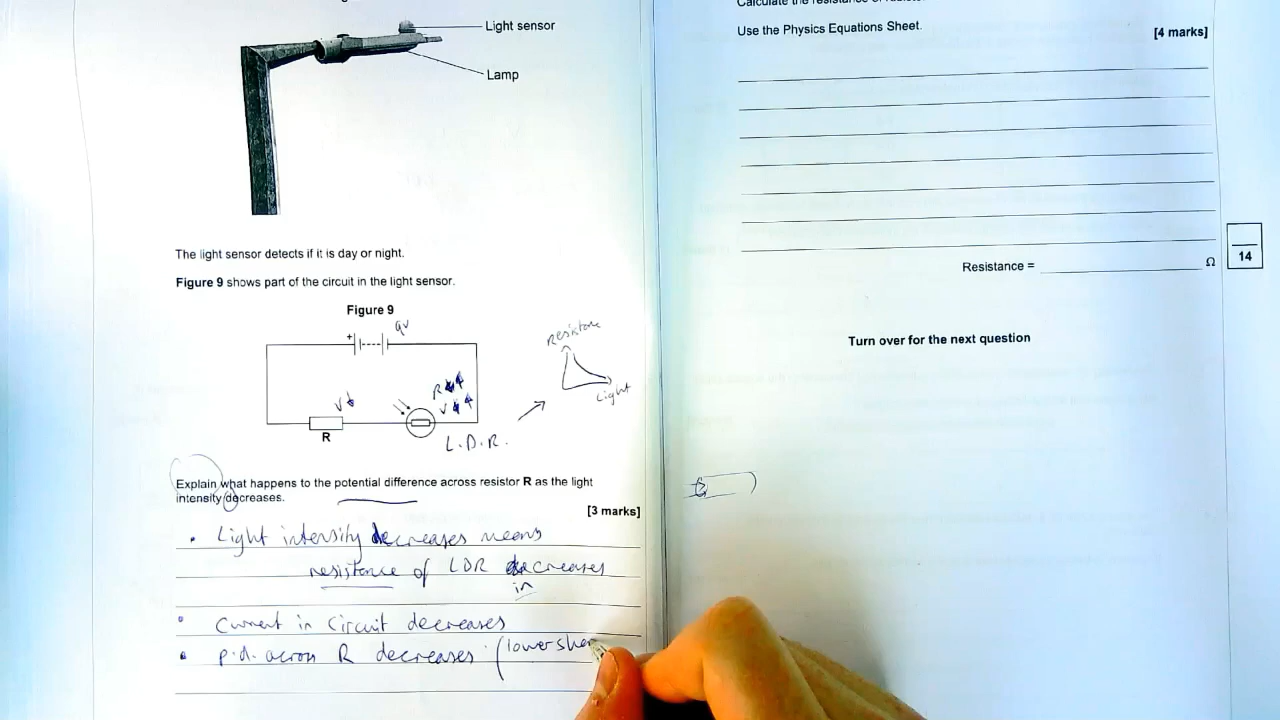 Light sensor
Lamp
The light sensor detects if it is day or night.
Figure 9 shows part of the circuit in the light sensor.
Figure 9
+
9V
V
R
V
R
L.D.R.
Resistance
Light
Explain what happens to the potential difference across resistor R as the light
intensity decreases.
[3 marks]
• Light intensity decreases means
resistance of LDR decreases
in
• Current in circuit decreases
• p.d. across R decreases (lower
Calculate the resistance of
Use the Physics Equations Sheet.
[4 marks]
Resistance = Ω
14
Turn over for the next question